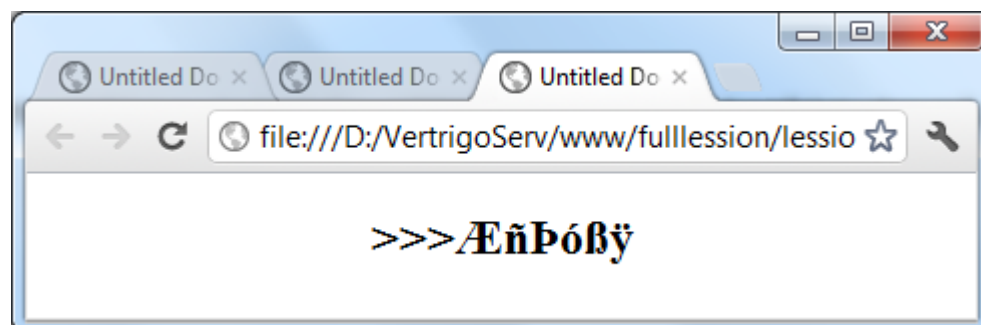 Untitled Do Untitled Do Untitled Do
file:///D:/VertrigoServ/www/fulllession/lessio
>>>ÆñÞóßÿ